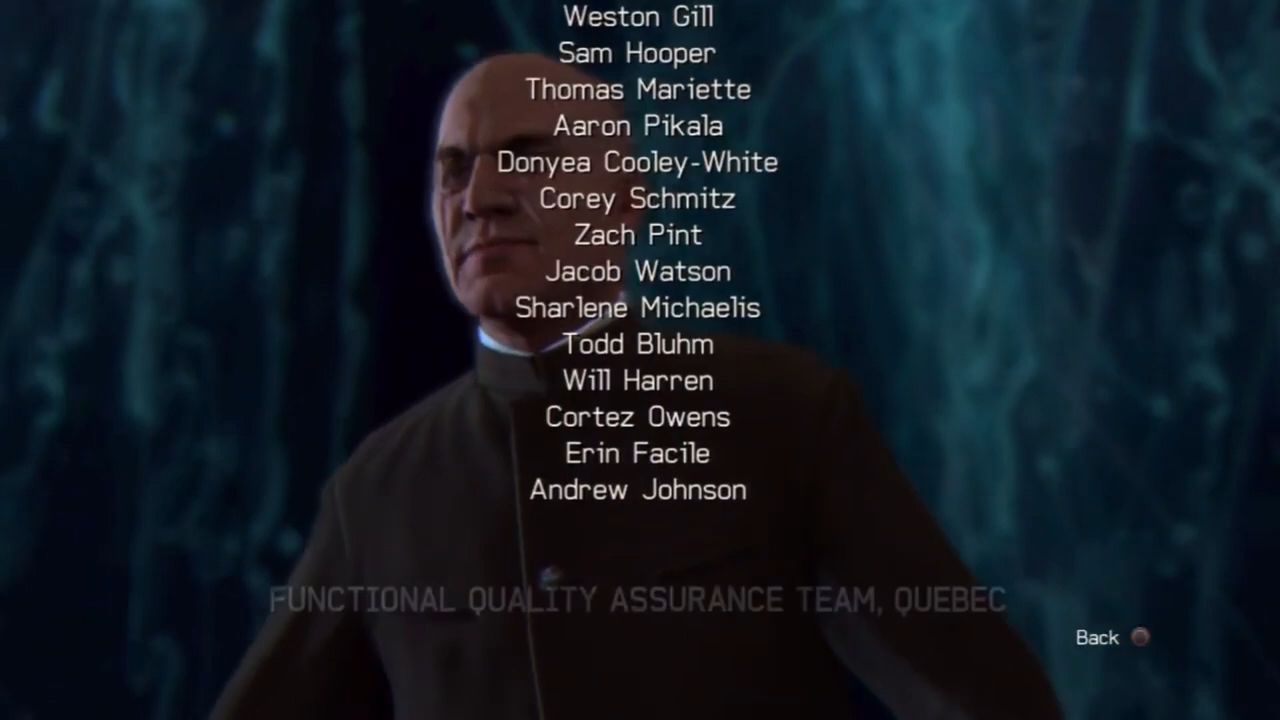 Weston Gill
Sam Hooper
Thomas Mariette
Aaron Pikala
Donyea Cooley-White
Corey Schmitz
Zach Pint
Jacob Watson
Sharlene Michaelis
Todd Bluhm
Will Harren
Cortez Owens
Erin Facile
Andrew Johnson
FUNCTIONAL QUALITY ASSURANCE TEAM, QUEBEC
Back